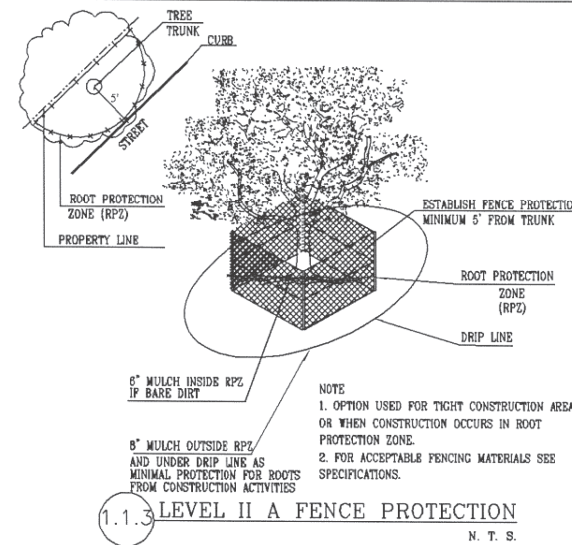 TREE
TRUNK
CURB
5'
STREET
ROOT PROTECTION
ZONE (RPZ)
PROPERTY LINE
ESTABLISH FENCE PROTECTIO
MINIMUM 5' FROM TRUNK
ROOT PROTECTION
ZONE
(RPZ)
DRIP LINE
6" MULCH INSIDE RPZ
IF BARE DIRT
8" MULCH OUTSIDE RPZ
AND UNDER DRIP LINE AS
MINIMAL PROTECTION FOR ROOTS
FROM CONSTRUCTION ACTIVITIES
NOTE
1. OPTION USED FOR TIGHT CONSTRUCTION AREA
OR WHEN CONSTRUCTION OCCURS IN ROOT
PROTECTION ZONE.
2. FOR ACCEPTABLE FENCING MATERIALS SEE
SPECIFICATIONS.
1.1.3 LEVEL II A FENCE PROTECTION
N. T. S.